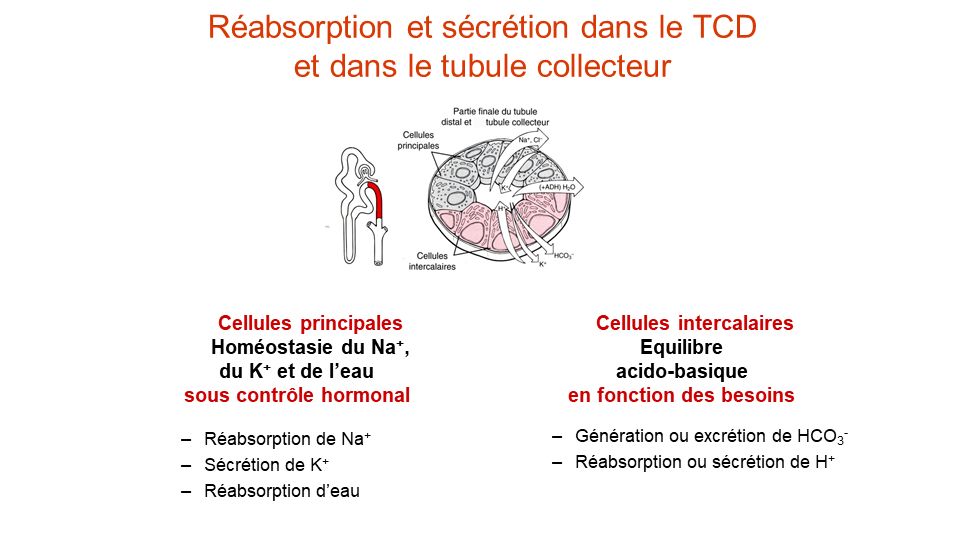 Réabsorption et sécrétion dans le TCD
et dans le tubule collecteur
Partie finale du tubule
distal et tubule collecteur
Cellules
principales
Na⁺, Cl⁻
K⁺
(+ADH) H₂O
H⁺
HCO₃⁻
K⁺
Cellules
intercalaires
Cellules principales
Homéostasie du Na⁺,
du K⁺ et de l’eau
sous contrôle hormonal
– Réabsorption de Na⁺
– Sécrétion de K⁺
– Réabsorption d’eau
Cellules intercalaires
Equilibre
acido-basique
en fonction des besoins
– Génération ou excrétion de HCO₃⁻
– Réabsorption ou sécrétion de H⁺